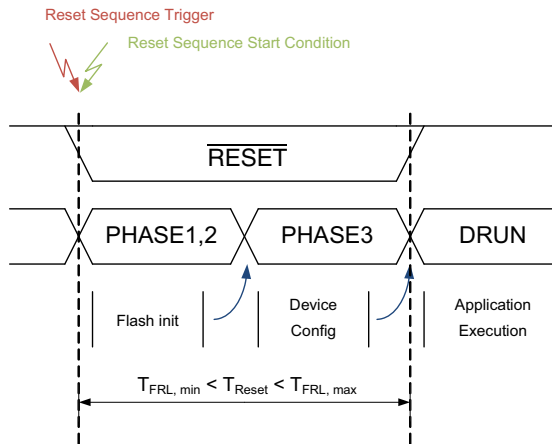 Reset Sequence Trigger
Reset Sequence Start Condition
RESET
PHASE1,2
PHASE3
DRUN
Flash init
Device
Config
Application
Execution
TFRL, min < TReset < TFRL, max